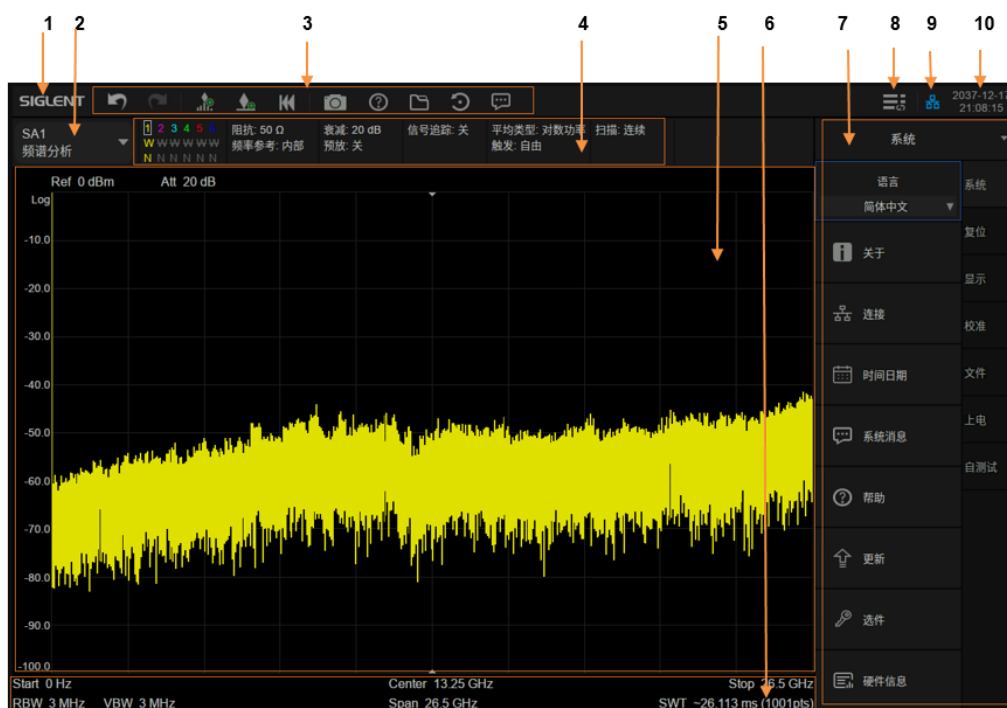 1 2 3 4 5 6 7 8 9 10
SIGLENT
2037-12-17
21:08:15
SA1
频谱分析
1 2 3 4 5 6
W W W W W W
N N N N N N
阻抗: 50 Ω
频率参考: 内部
衰减: 20 dB
预放: 关
信号追踪: 关
平均类型: 对数功率
触发: 自由
扫描: 连续
系统
语言
简体中文
关于
连接
时间日期
系统消息
帮助
更新
选件
硬件信息
系统
复位
显示
校准
文件
上电
自测试
Ref 0 dBm Att 20 dB
Log
-10.0
-20.0
-30.0
-40.0
-50.0
-60.0
-70.0
-80.0
-90.0
-100.0
Start 0 Hz Center 13.25 GHz Stop 26.5 GHz
RBW 3 MHz VBW 3 MHz Span 26.5 GHz SWT ~26.113 ms (1001pts)